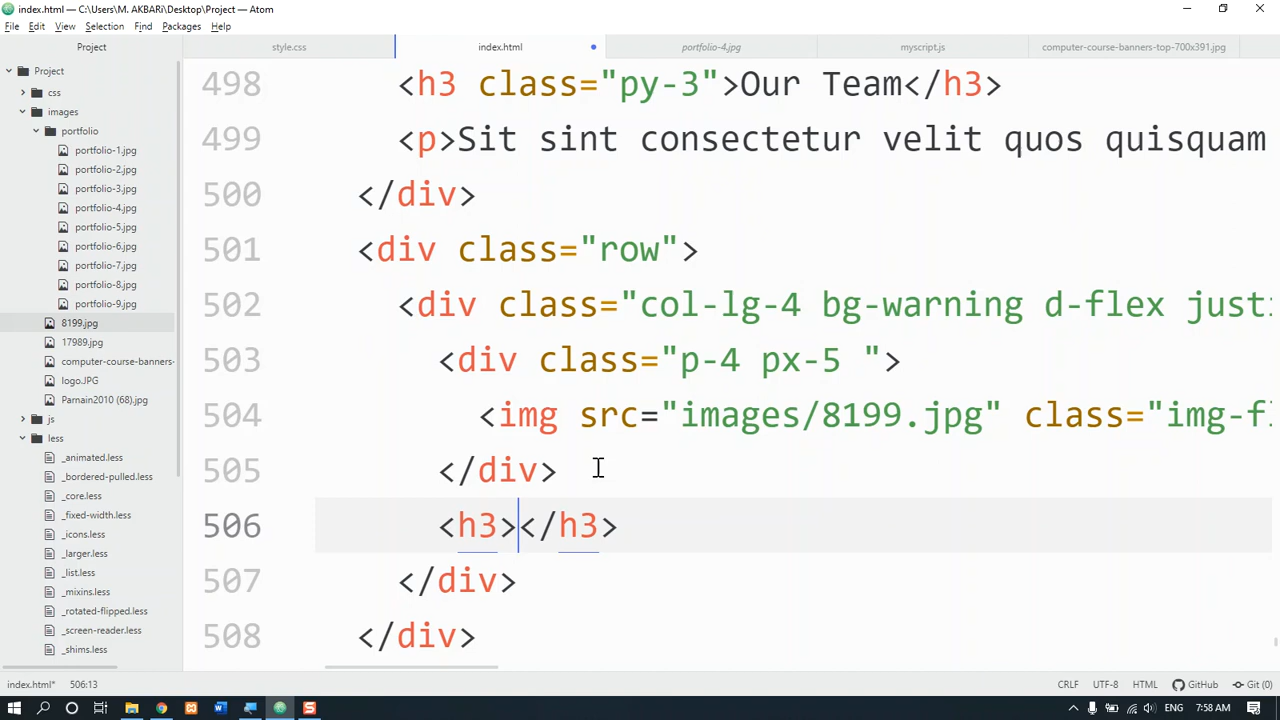 index.html — C:\Users\M. AKBARi\Desktop\Project — Atom
File Edit View Selection Find Packages Help
Project
style.css
index.html
portfolio-4.jpg
myscript.js
computer-course-banners-top-700x391.jpg
Project
css
images
portfolio
portfolio-1.jpg
portfolio-2.jpg
portfolio-3.jpg
portfolio-4.jpg
portfolio-5.jpg
portfolio-6.jpg
portfolio-7.jpg
portfolio-8.jpg
portfolio-9.jpg
8199.jpg
17989.jpg
computer-course-banners-
logo.JPG
Parnain2010 (68).jpg
js
less
_animated.less
_bordered-pulled.less
_core.less
_fixed-width.less
_icons.less
_larger.less
_list.less
_mixins.less
_rotated-flipped.less
_screen-reader.less
_shims.less
498 <h3 class="py-3">Our Team</h3>
499 <p>Sit sint consectetur velit quos quisquam
500 </div>
501 <div class="row">
502 <div class="col-lg-4 bg-warning d-flex justi
503 <div class="p-4 px-5 ">
504 <img src="images/8199.jpg" class="img-fl
505 </div>
506 <h3></h3>
507 </div>
508 </div>
index.html* 506:13
CRLF UTF-8 HTML GitHub Git (0)
ENG 7:58 AM